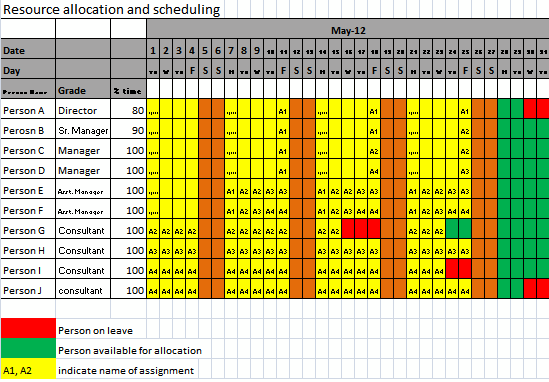 Resource allocation and scheduling
May-12
Date 1 2 3 4 5 6 7 8 9 10 11 12 13 14 15 16 17 18 19 20 21 22 23 24 25 26 27 28 29 30 31
Day Tu W Th F S S M Tu W Th F S S M Tu W Th F S S M Tu W Th F S S M Tu W Th
Person Name Grade % time
Person A Director 80 A1 A1 A1
Person B Sr. Manager 90 A1 A1 A1
Person C Manager 100 A1 A2 A2
Person D Manager 100 A1 A4 A3
Person E Asst. Manager 100 A1 A2 A2 A3 A3 A1 A2 A2 A3 A3 A1 A2 A2 A3 A3
Person F Asst. Manager 100 A1 A2 A3 A4 A4 A1 A2 A3 A4 A4 A1 A2 A3 A4 A4
Person G Consultant 100 A2 A2 A2 A2 A2 A2 A2 A2 A2 A2 A2 A2 A2 A2
Person H Consultant 100 A3 A3 A3 A3 A3 A3 A3 A3 A3 A3 A3 A3 A3 A3 A3 A3 A3 A3 A3
Person I Consultant 100 A4 A4 A4 A4 A4 A4 A4 A4 A4 A4 A4 A4 A4 A4 A4 A4 A4
Person J consultant 100 A4 A4 A4 A4 A4 A4 A4 A4 A4 A4 A4 A4 A4 A4 A4 A4 A4 A4 A4
Person on leave
Person available for allocation
A1, A2 indicate name of assignment